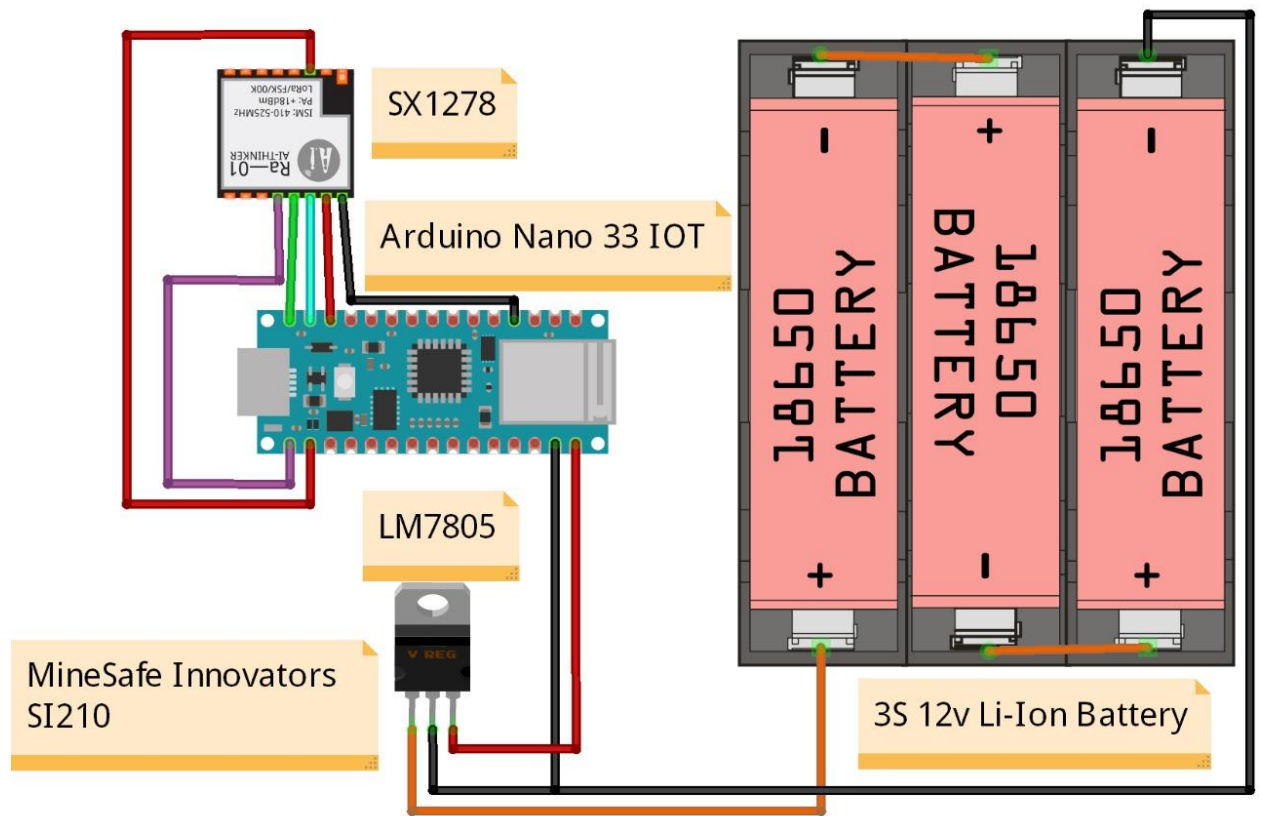 SX1278
Ra—01
AI-THINKER
Ai
ISM: 410-525MHz
PA: +18dBm
LoRa/FSK/OOK
Arduino Nano 33 IOT
LM7805
V REG
MineSafe Innovators
SI210
-
18650
BATTERY
+
+
18650
BATTERY
-
-
18650
BATTERY
+
3S 12v Li-Ion Battery